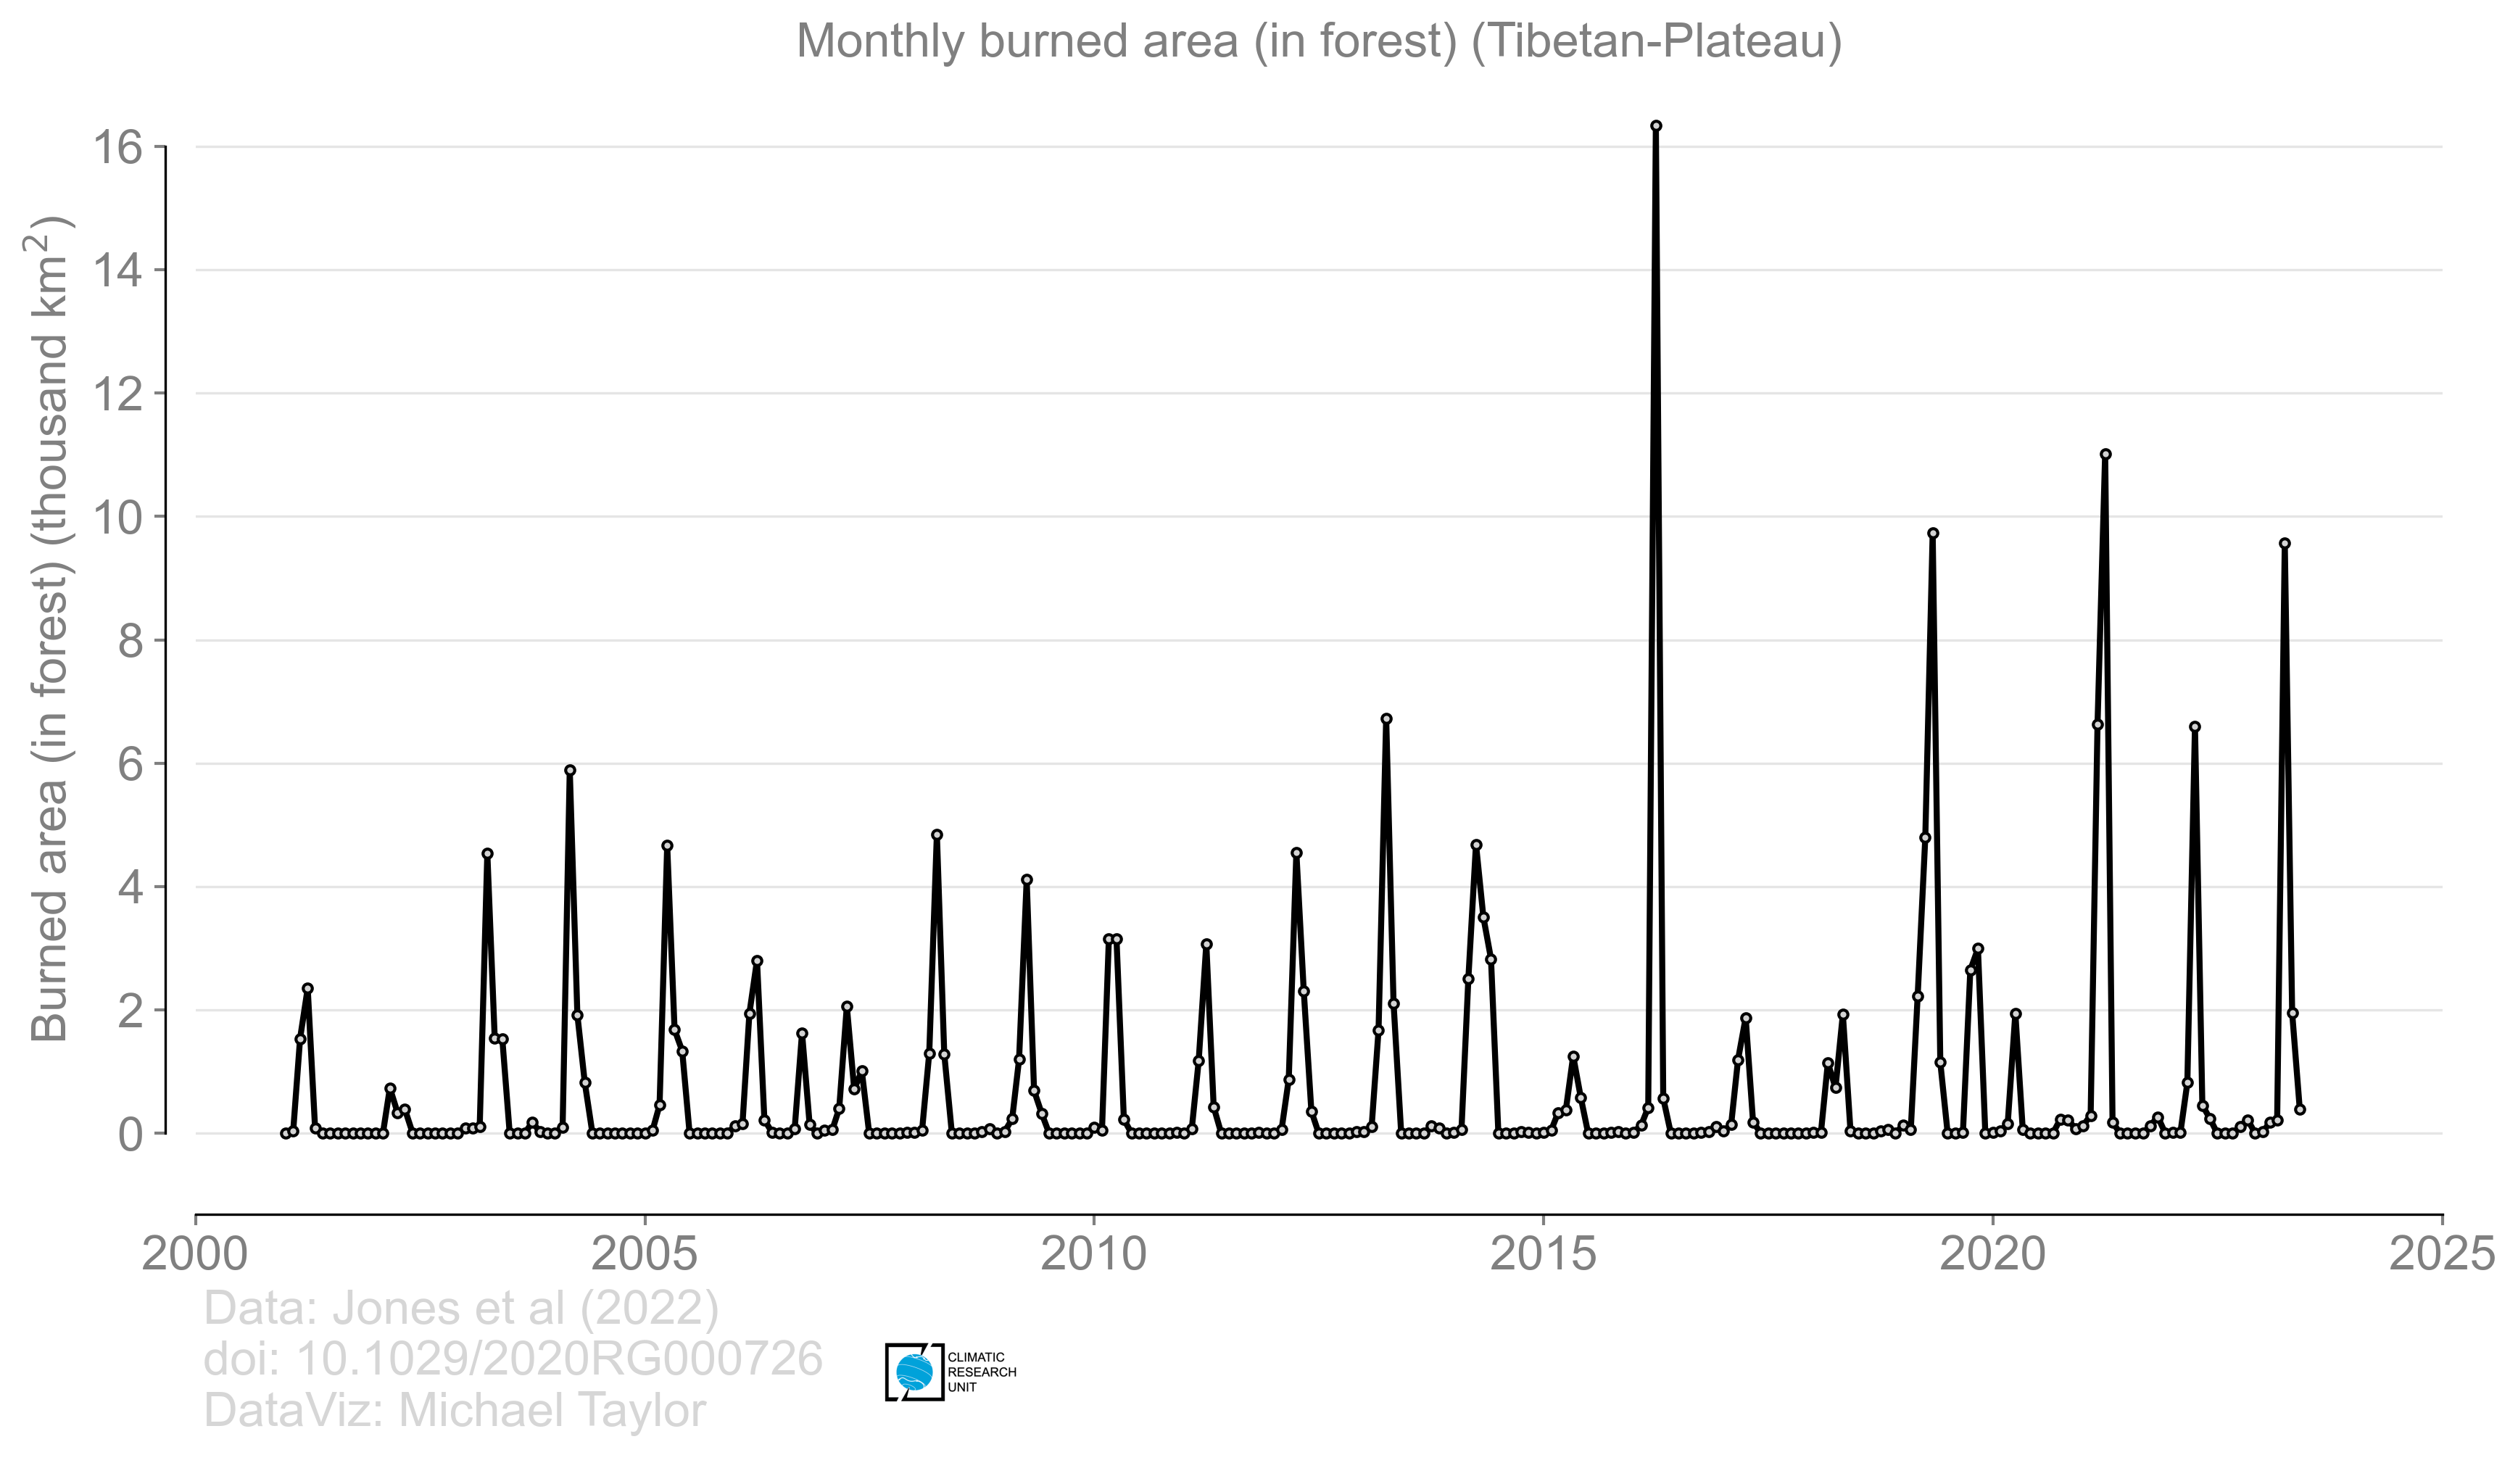 Monthly burned area (in forest) (Tibetan-Plateau)
Burned area (in forest) (thousand km²)
16
14
12
10
8
6
4
2
0
2000 2005 2010 2015 2020 2025
Data: Jones et al (2022)
doi: 10.1029/2020RG000726
DataViz: Michael Taylor
CLIMATIC
RESEARCH
UNIT